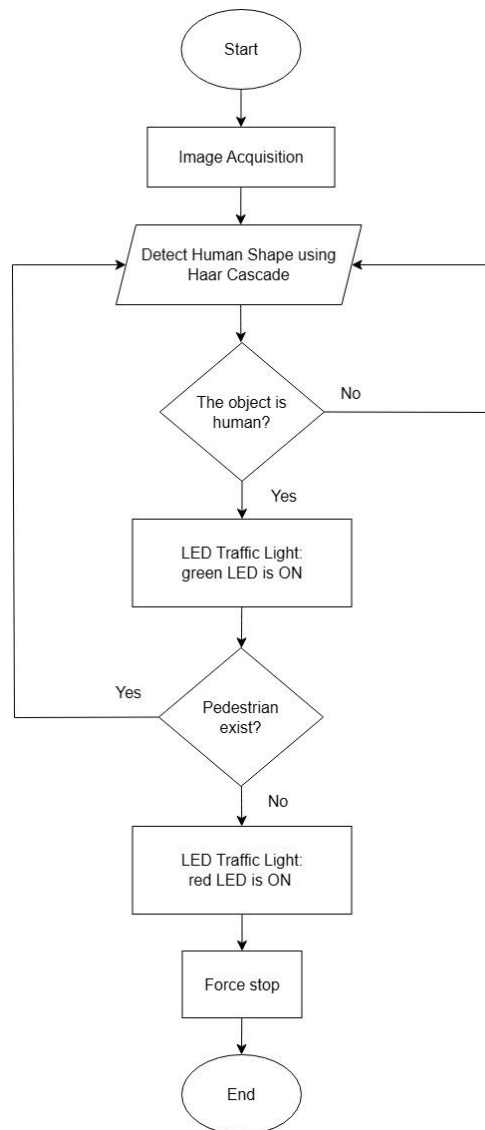 Start
Image Acquisition
Detect Human Shape using
Haar Cascade
The object is
human?
No
Yes
LED Traffic Light:
green LED is ON
Yes
Pedestrian
exist?
No
LED Traffic Light:
red LED is ON
Force stop
End